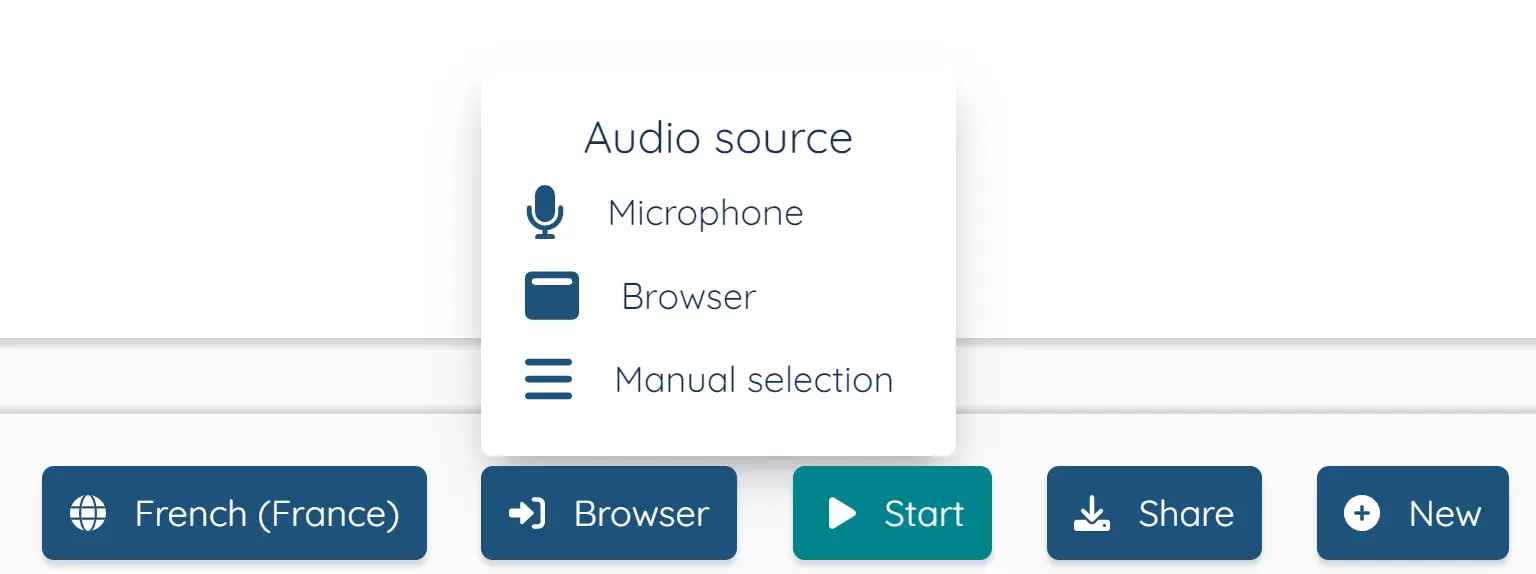 Audio source
Microphone
Browser
Manual selection
French (France)
Browser
Start
Share
New